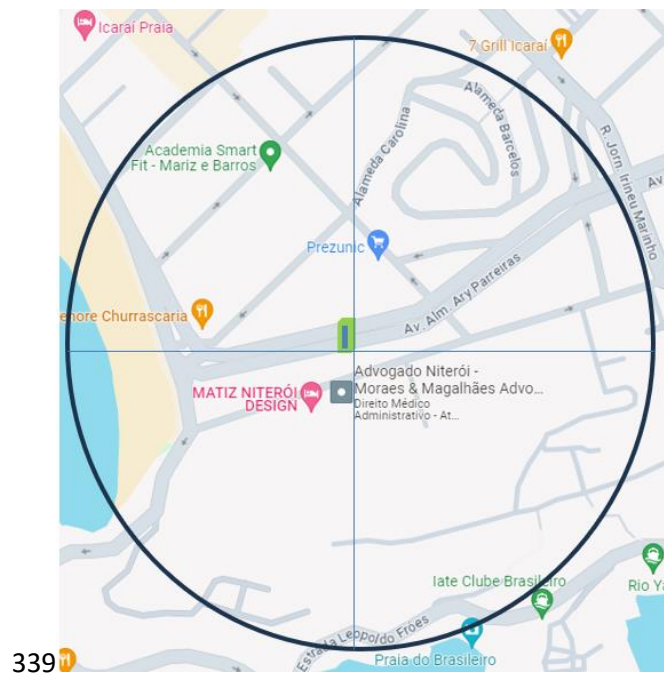 Icaraí Praia
7 Grill Icaraí
Alameda Carolina
Alameda Barcelos
R. Jorn. Irineu Marinho
Academia Smart
Fit - Mariz e Barros
Av
Prezunic
enore Churrascaria
Av. Alm. Ary Parreiras
Advogado Niterói -
Moraes & Magalhães Advo...
Direito Médico
Administrativo - At...
MATIZ NITERÓI
DESIGN
Iate Clube Brasileiro
Rio Ya
Estrada Leopoldo Fróes
Praia do Brasileiro
339